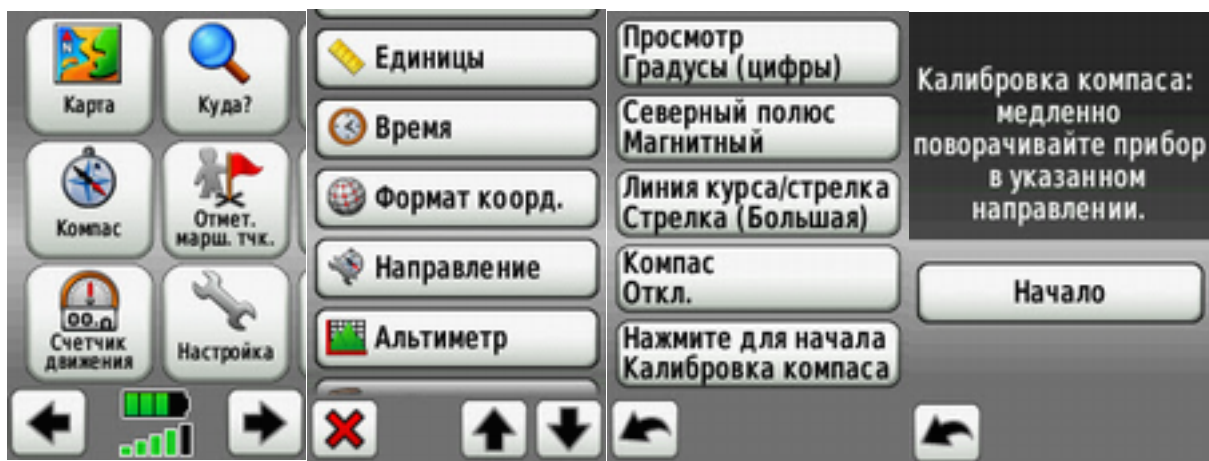 Карта
Куда?
N
Компас
Отмет.
марш. тчк.
00.0
Счетчик
движения
Настройка
Единицы
Время
Формат коорд.
Направление
Альтиметр
Просмотр
Градусы (цифры)
Северный полюс
Магнитный
Линия курса/стрелка
Стрелка (Большая)
Компас
Откл.
Нажмите для начала
Калибровка компаса
Калибровка компаса:
медленно
поворачивайте прибор
в указанном
направлении.
Начало